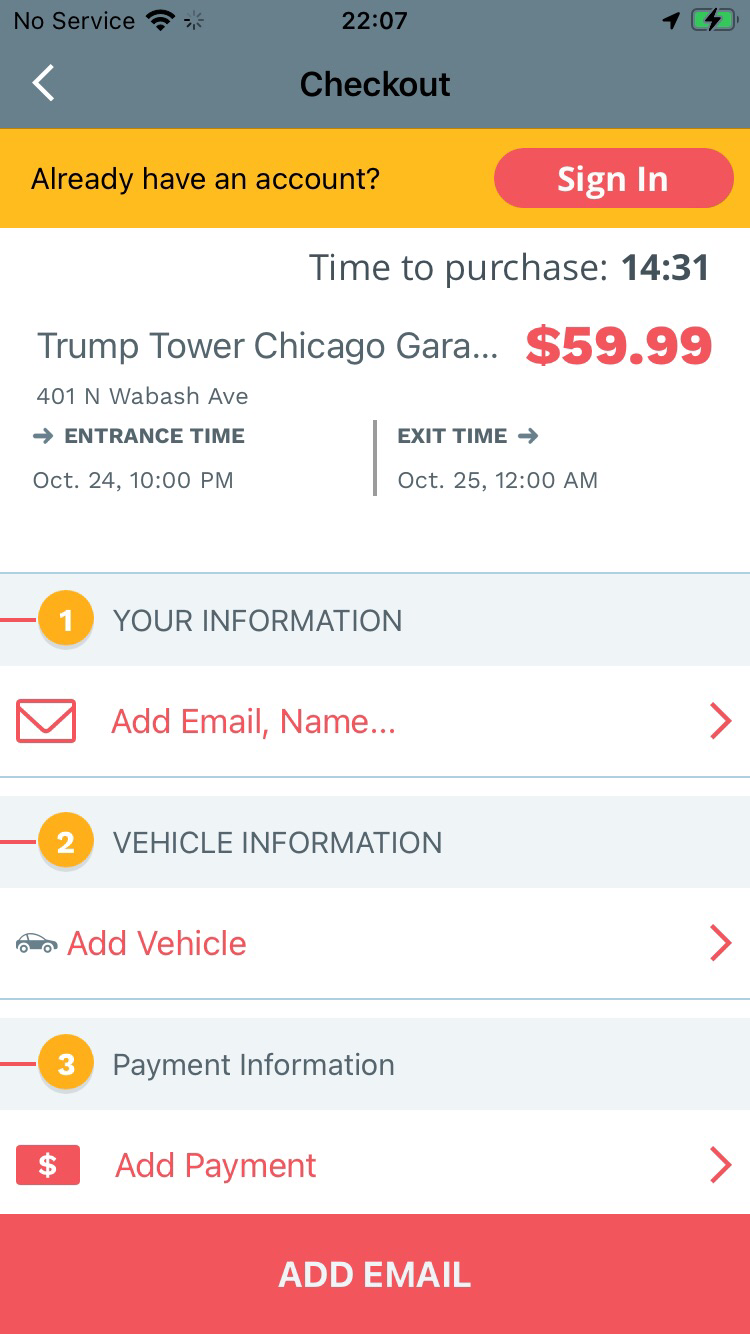 No Service 22:07
Checkout
Already have an account? Sign In
Time to purchase: 14:31
Trump Tower Chicago Gara... $59.99
401 N Wabash Ave
ENTRANCE TIME EXIT TIME
Oct. 24, 10:00 PM Oct. 25, 12:00 AM
1 YOUR INFORMATION
Add Email, Name...
2 VEHICLE INFORMATION
Add Vehicle
3 Payment Information
$ Add Payment
ADD EMAIL